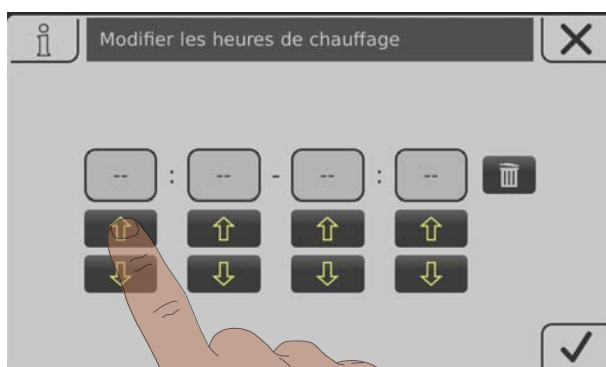 Modifier les heures de chauffage
-- : -- - -- : --